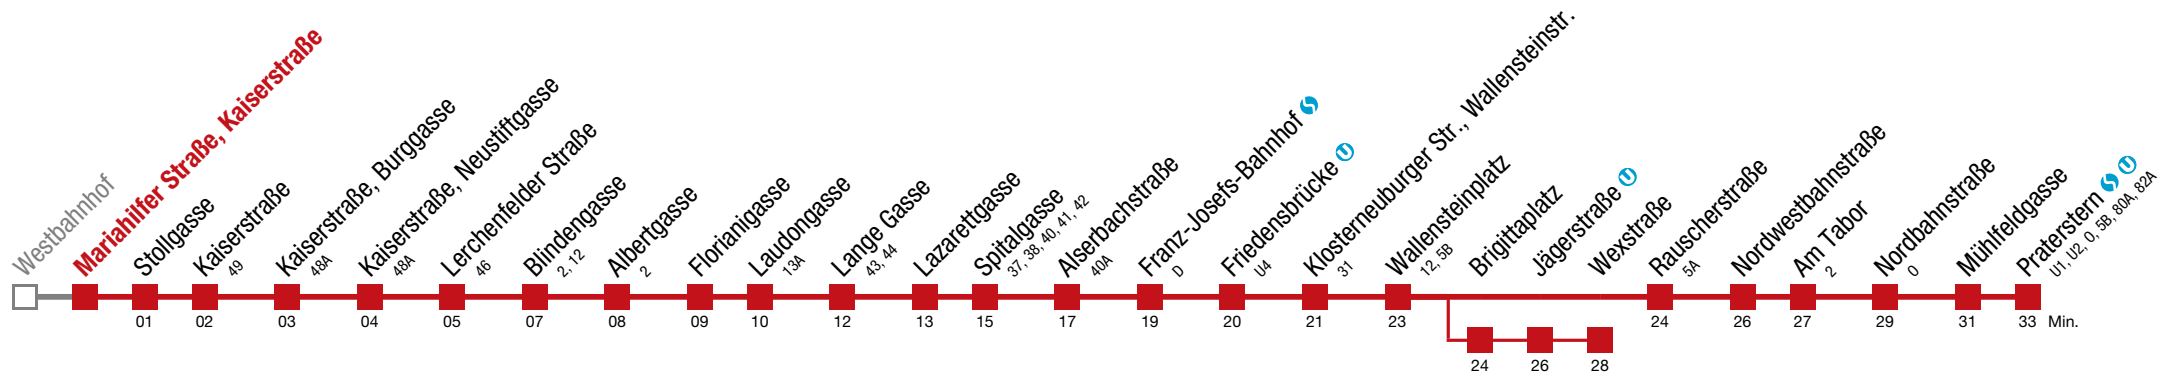 Westbahnhof
Mariahilfer Straße, Kaiserstraße
Stollgasse
Kaiserstraße
49
Kaiserstraße, Burggasse
48A
Kaiserstraße, Neustiftgasse
48A
Lerchenfelder Straße
46
Blindengasse
2, 12
Albertgasse
2
Florianigasse
Laudongasse
13A
Lange Gasse
43, 44
Lazarettgasse
Spitalgasse
37, 38, 40, 41, 42
Alserbachstraße
40A
Franz-Josefs-Bahnhof S
D
Friedensbrücke U
U4
Klosterneuburger Str., Wallensteinstr.
31
Wallensteinplatz
12, 5B
Brigittaplatz
Jägerstraße U
Wexstraße
Rauscherstraße
5A
Nordwestbahnstraße
Am Tabor
2
Nordbahnstraße
O
Mühlfeldgasse
Praterstern S U
U1, U2, O, 5B, 80A, 82A
01 02 03 04 05 07 08 09 10 12 13 15 17 19 20 21 23 24 26 27 29 31 33 Min.
24 26 28